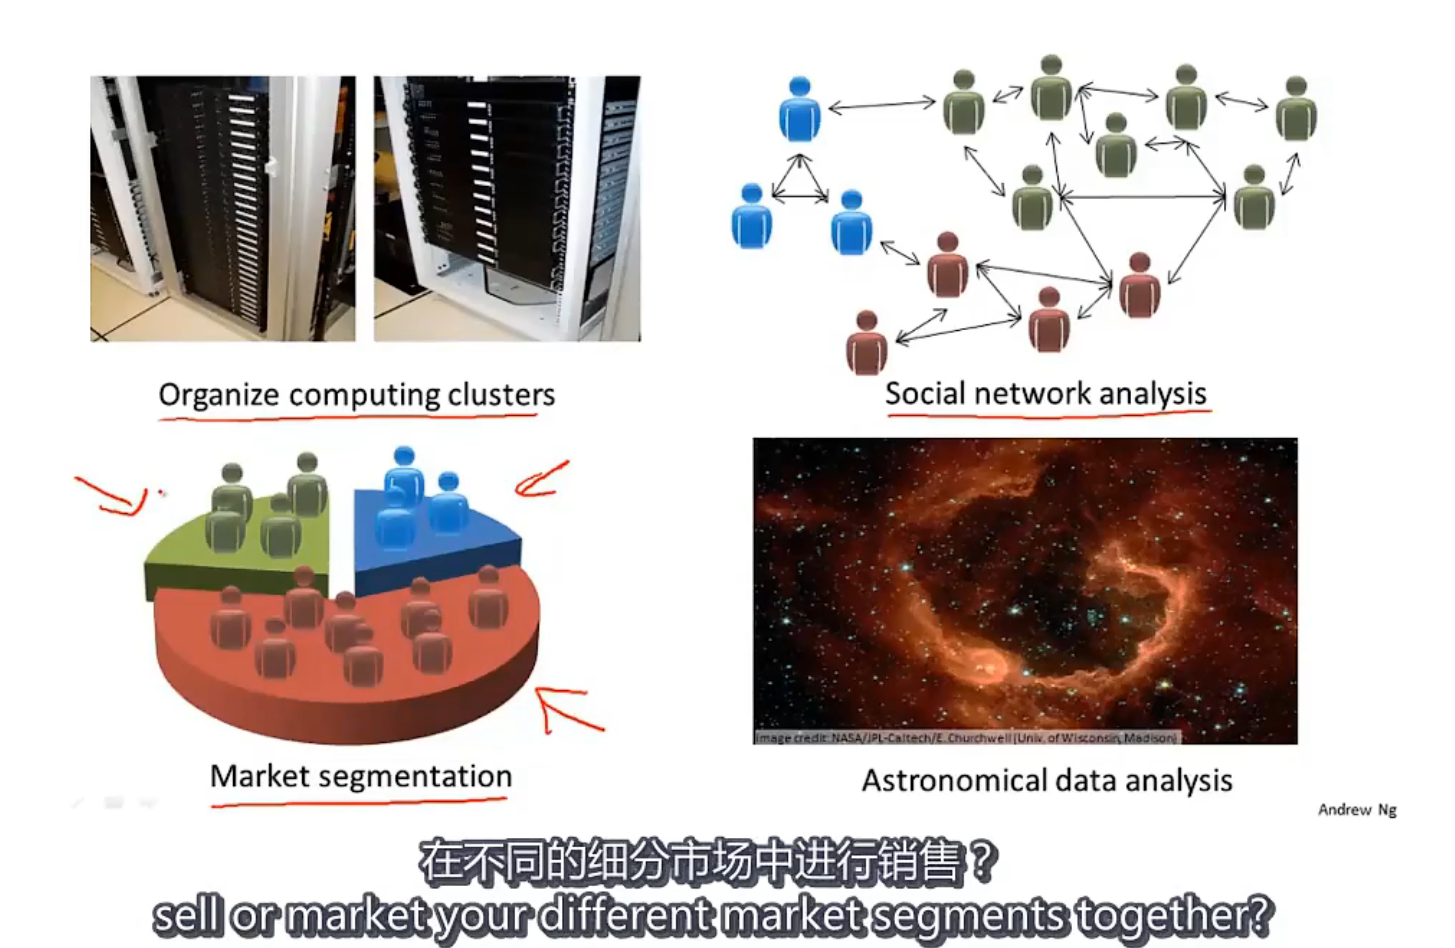 Organize computing clusters
Social network analysis
Image credit: NASA/JPL-Caltech/E. Churchwell (Univ. of Wisconsin, Madison)
Market segmentation
Astronomical data analysis
Andrew Ng
在不同的细分市场中进行销售？
sell or market your different market segments together?